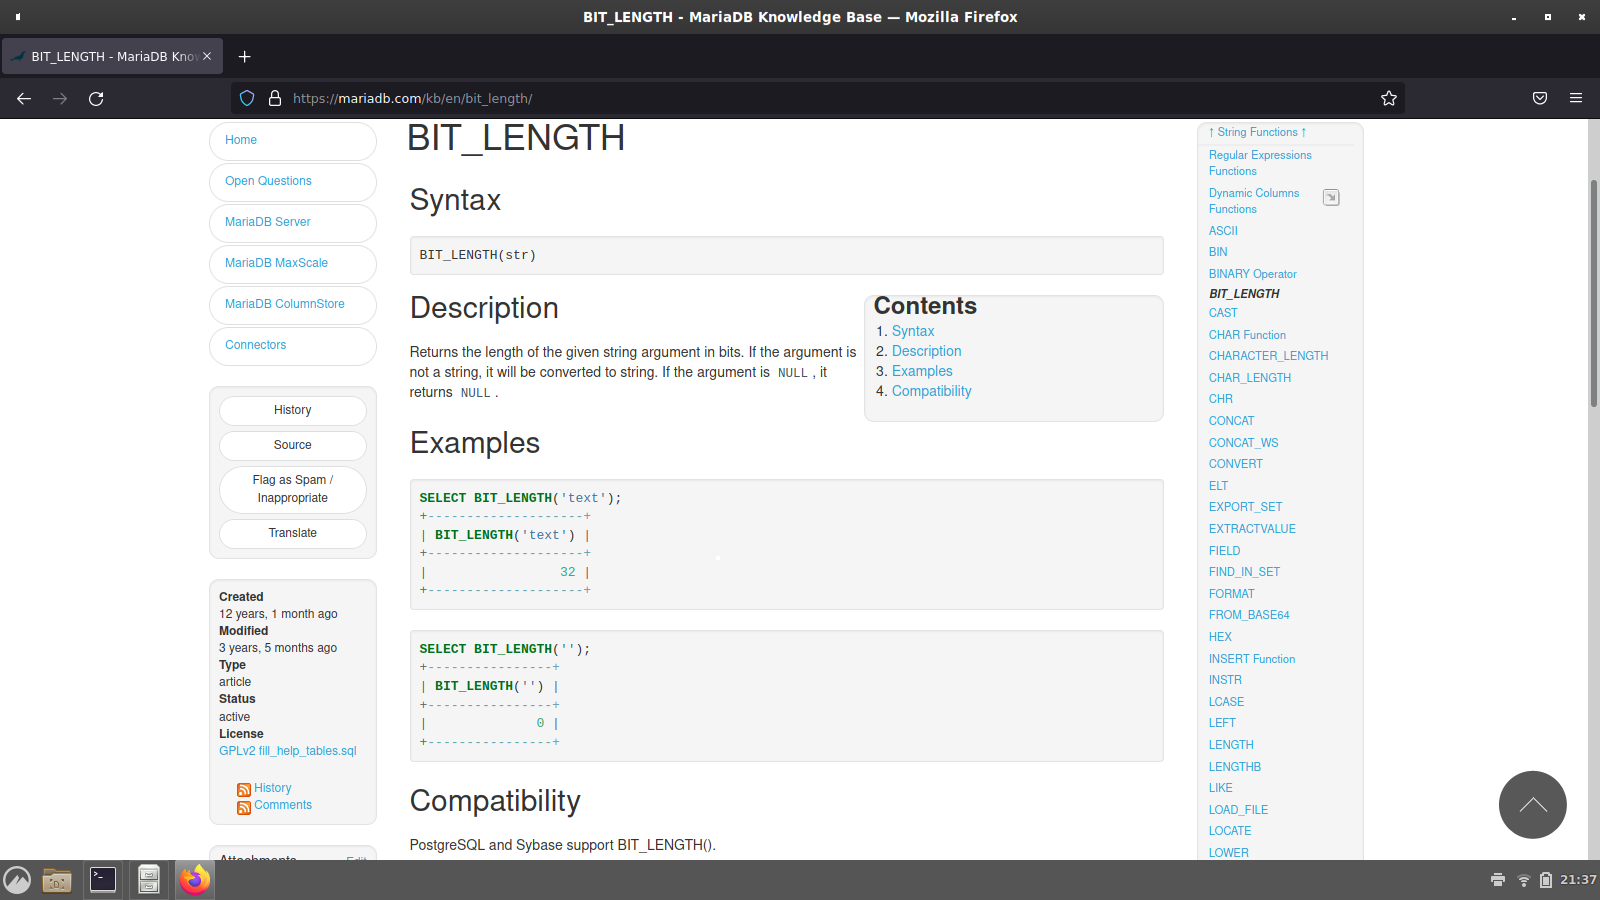 BIT_LENGTH - MariaDB Knowledge Base — Mozilla Firefox
BIT_LENGTH - MariaDB Know
https://mariadb.com/kb/en/bit_length/
Home
Open Questions
MariaDB Server
MariaDB MaxScale
MariaDB ColumnStore
Connectors
History
Source
Flag as Spam /
Inappropriate
Translate
Created
12 years, 1 month ago
Modified
3 years, 5 months ago
Type
article
Status
active
License
GPLv2 fill_help_tables.sql
History
Comments
Attachments Edit
BIT_LENGTH
Syntax
BIT_LENGTH(str)
Description
Returns the length of the given string argument in bits. If the argument is
not a string, it will be converted to string. If the argument is NULL , it
returns NULL .
Contents
1. Syntax
2. Description
3. Examples
4. Compatibility
Examples
SELECT BIT_LENGTH('text');
+--------------------+
| BIT_LENGTH('text') |
+--------------------+
|                 32 |
+--------------------+
SELECT BIT_LENGTH('');
+----------------+
| BIT_LENGTH('') |
+----------------+
|              0 |
+----------------+
Compatibility
PostgreSQL and Sybase support BIT_LENGTH().
↑ String Functions ↑
Regular Expressions
Functions
Dynamic Columns
Functions
ASCII
BIN
BINARY Operator
BIT_LENGTH
CAST
CHAR Function
CHARACTER_LENGTH
CHAR_LENGTH
CHR
CONCAT
CONCAT_WS
CONVERT
ELT
EXPORT_SET
EXTRACTVALUE
FIELD
FIND_IN_SET
FORMAT
FROM_BASE64
HEX
INSERT Function
INSTR
LCASE
LEFT
LENGTH
LENGTHB
LIKE
LOAD_FILE
LOCATE
LOWER
21:37